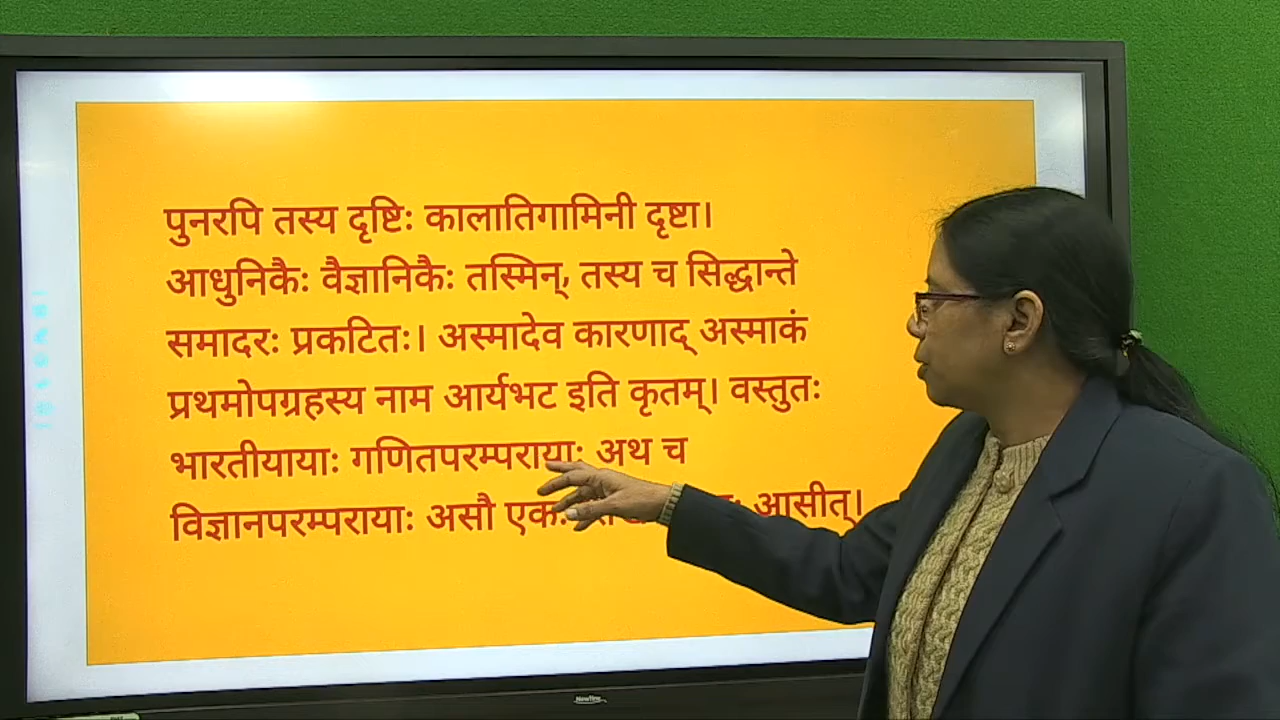 पुनरपि तस्य दृष्टिः कालातिगामिनी दृष्टा।
आधुनिकैः वैज्ञानिकैः तस्मिन्, तस्य च सिद्धान्ते
समादरः प्रकटितः। अस्मादेव कारणाद् अस्माकं
प्रथमोपग्रहस्य नाम आर्यभट इति कृतम्। वस्तुतः
भारतीयायाः गणितपरम्परायाः अथ च
विज्ञानपरम्परायाः असौ एकः आसीत्।